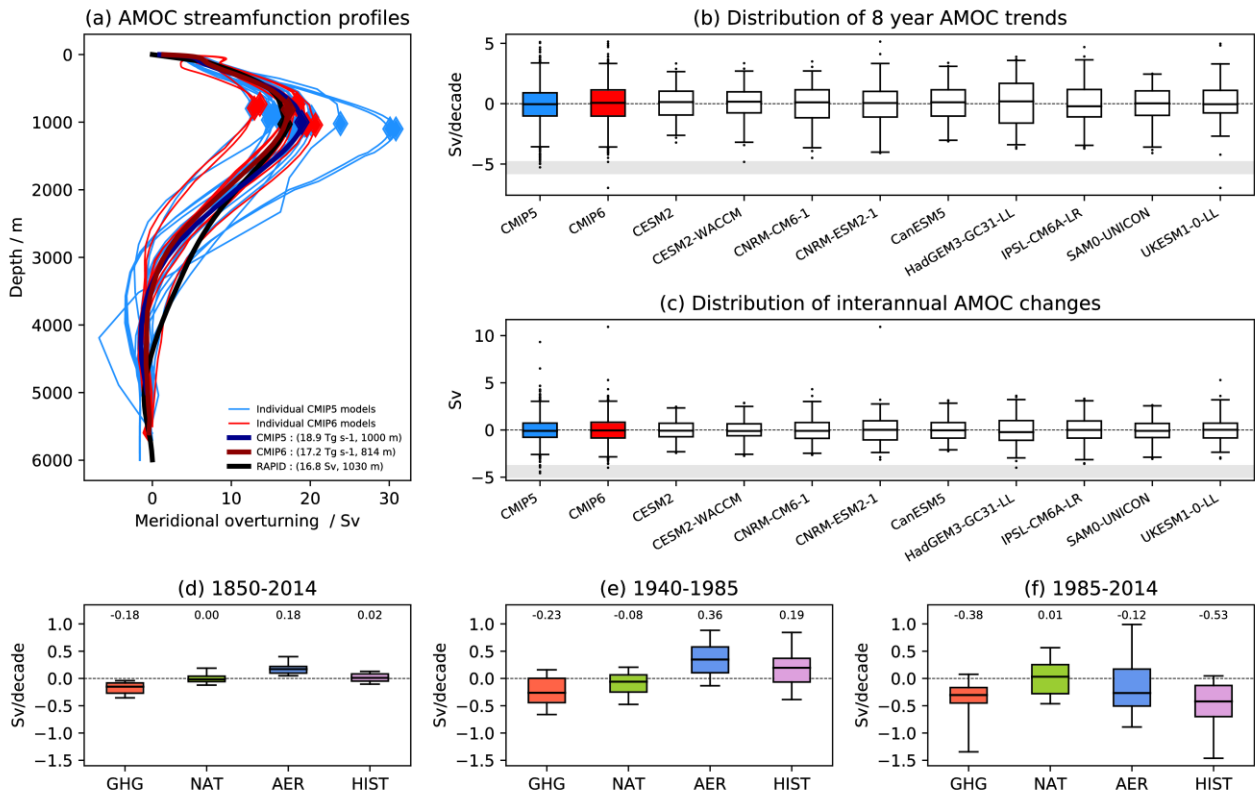 (a) AMOC streamfunction profiles
0
1000
2000
3000
4000
5000
6000
Depth / m
Individual CMIP5 models
Individual CMIP6 models
CMIP5 : (18.9 Tg s-1, 1000 m)
CMIP6 : (17.2 Tg s-1, 814 m)
RAPID : (16.8 Sv, 1030 m)
0 10 20 30
Meridional overturning / Sv
(b) Distribution of 8 year AMOC trends
5
0
−5
Sv/decade
CMIP5 CMIP6 CESM2 CESM2-WACCM CNRM-CM6-1 CNRM-ESM2-1 CanESM5 HadGEM3-GC31-LL IPSL-CM6A-LR SAM0-UNICON UKESM1-0-LL
(c) Distribution of interannual AMOC changes
10
5
0
−5
Sv
CMIP5 CMIP6 CESM2 CESM2-WACCM CNRM-CM6-1 CNRM-ESM2-1 CanESM5 HadGEM3-GC31-LL IPSL-CM6A-LR SAM0-UNICON UKESM1-0-LL
(d) 1850-2014
-0.18 0.00 0.18 0.02
1.0
0.5
0.0
−0.5
−1.0
−1.5
Sv/decade
GHG NAT AER HIST
(e) 1940-1985
-0.23 -0.08 0.36 0.19
1.0
0.5
0.0
−0.5
−1.0
−1.5
Sv/decade
GHG NAT AER HIST
(f) 1985-2014
-0.38 0.01 -0.12 -0.53
1.0
0.5
0.0
−0.5
−1.0
−1.5
Sv/decade
GHG NAT AER HIST